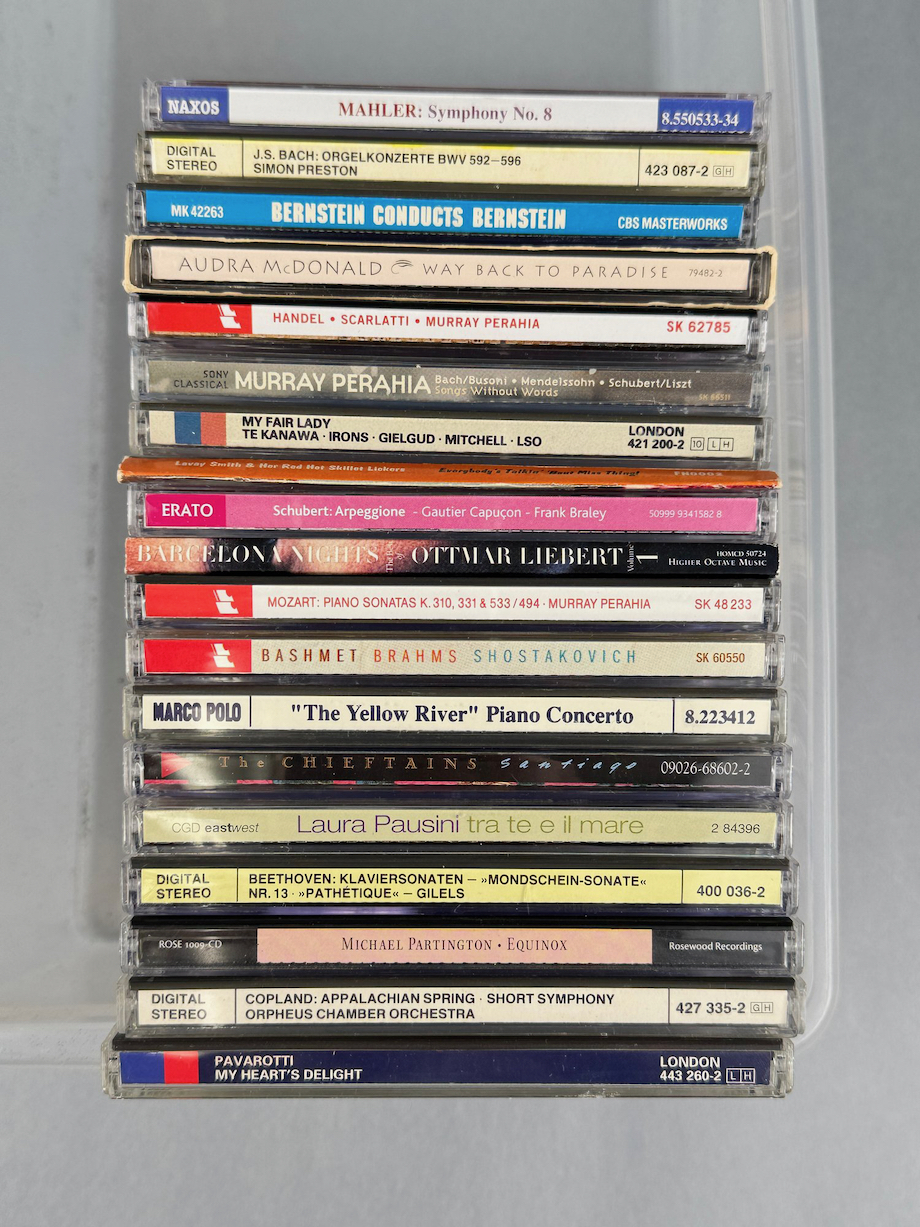 NAXOS MAHLER: Symphony No. 8 8.550533-34
DIGITAL STEREO
J.S. BACH: ORGELKONZERTE BWV 592–596
SIMON PRESTON
423 087-2 GH
MK 42263 BERNSTEIN CONDUCTS BERNSTEIN CBS MASTERWORKS
AUDRA McDONALD WAY BACK TO PARADISE 79482-2
HANDEL • SCARLATTI • MURRAY PERAHIA SK 62785
SONY CLASSICAL
MURRAY PERAHIA
Bach/Busoni • Mendelssohn • Schubert/Liszt
Songs Without Words
SK 66511
MY FAIR LADY
TE KANAWA · IRONS · GIELGUD · MITCHELL · LSO
LONDON
421 200-2 10 L H
Lavay Smith & Her Red Hot Skillet Lickers Everybody's Talkin' 'Bout Miss Thing!
ERATO Schubert: Arpeggione - Gautier Capuçon - Frank Braley 50999 9341582 8
BARCELONA NIGHTS The Best of OTTMAR LIEBERT Volume I
HOMCD 50724
HIGHER OCTAVE MUSIC
MOZART: PIANO SONATAS K. 310, 331 & 533 / 494 · MURRAY PERAHIA SK 48 233
BASHMET BRAHMS SHOSTAKOVICH SK 60550
MARCO POLO "The Yellow River" Piano Concerto 8.223412
The CHIEFTAINS Santiago 09026-68602-2
CGD eastwest Laura Pausini tra te e il mare 2 84396
DIGITAL STEREO
BEETHOVEN: KLAVIERSONATEN – »MONDSCHEIN-SONATE«
NR. 13 · »PATHÉTIQUE« – GILELS
400 036-2
ROSE 1009-CD MICHAEL PARTINGTON • EQUINOX Rosewood Recordings
DIGITAL STEREO
COPLAND: APPALACHIAN SPRING · SHORT SYMPHONY
ORPHEUS CHAMBER ORCHESTRA
427 335-2 GH
PAVAROTTI
MY HEART'S DELIGHT
LONDON
443 260-2 L H